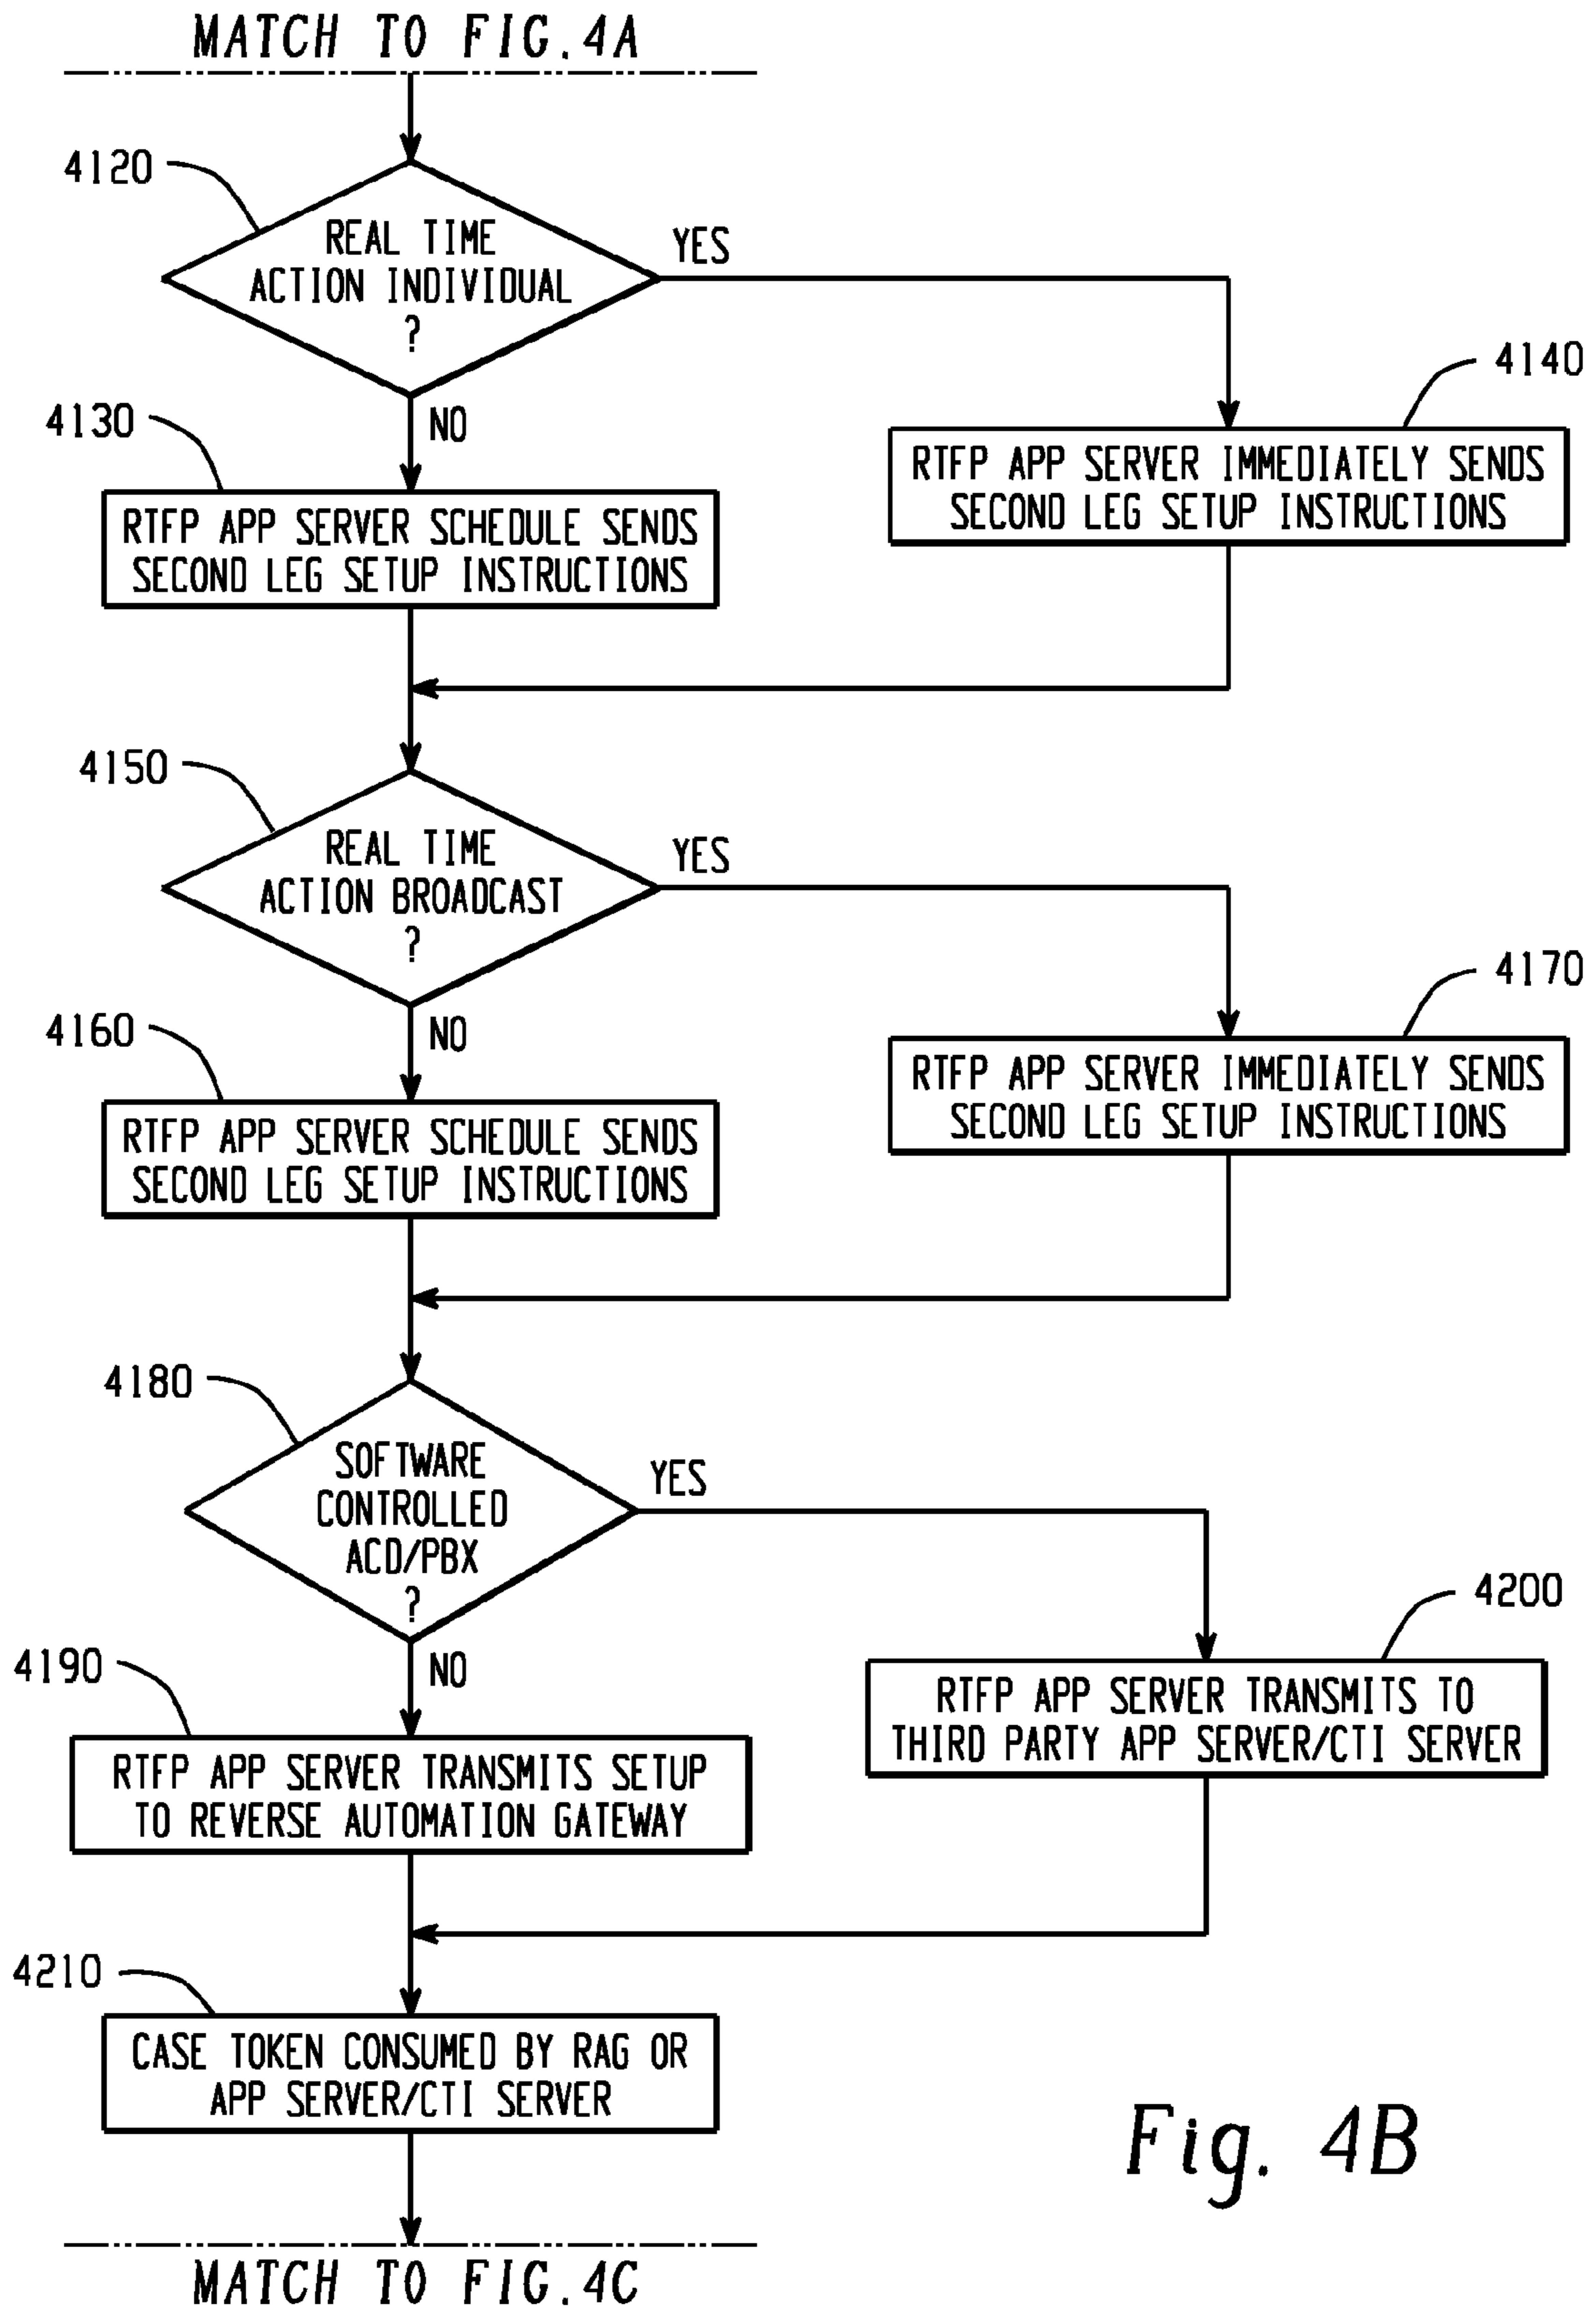 MATCH TO FIG.4A
4120
REAL TIME
ACTION INDIVIDUAL
?
YES
NO
4140
RTFP APP SERVER IMMEDIATELY SENDS
SECOND LEG SETUP INSTRUCTIONS
4130
RTFP APP SERVER SCHEDULE SENDS
SECOND LEG SETUP INSTRUCTIONS
4150
REAL TIME
ACTION BROADCAST
?
YES
NO
4170
RTFP APP SERVER IMMEDIATELY SENDS
SECOND LEG SETUP INSTRUCTIONS
4160
RTFP APP SERVER SCHEDULE SENDS
SECOND LEG SETUP INSTRUCTIONS
4180
SOFTWARE
CONTROLLED
ACD/PBX
?
YES
NO
4200
RTFP APP SERVER TRANSMITS TO
THIRD PARTY APP SERVER/CTI SERVER
4190
RTFP APP SERVER TRANSMITS SETUP
TO REVERSE AUTOMATION GATEWAY
4210
CASE TOKEN CONSUMED BY RAG OR
APP SERVER/CTI SERVER
Fig. 4B
MATCH TO FIG.4C